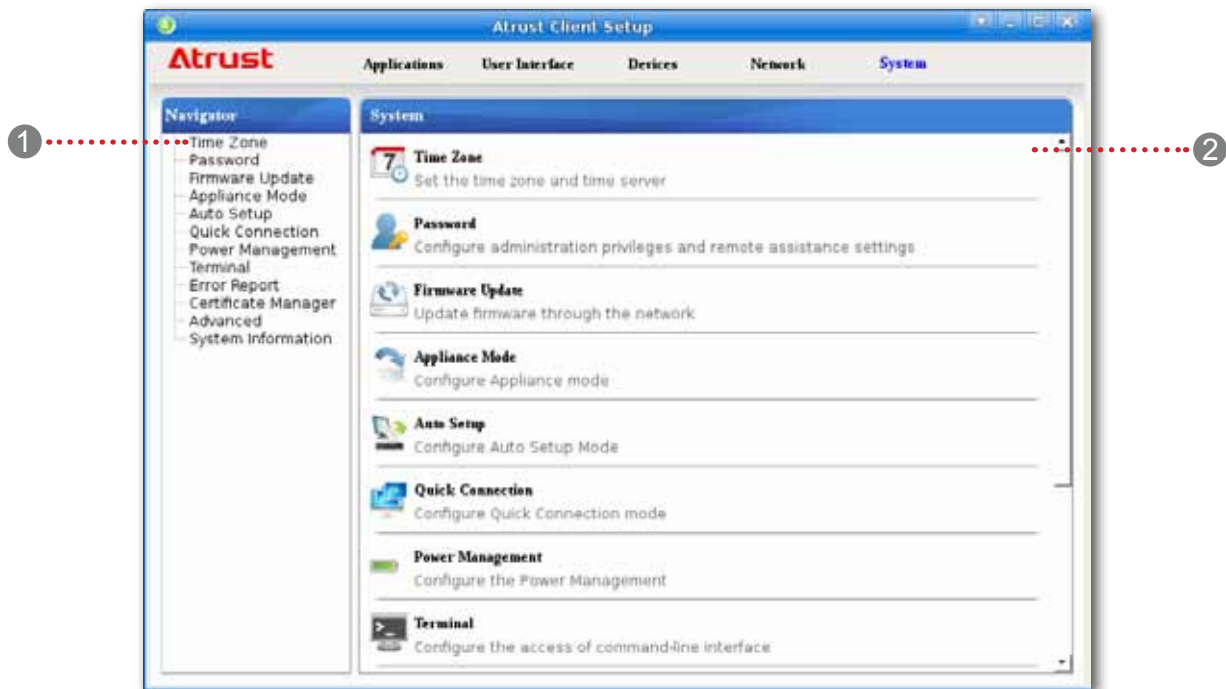 Atrust Client Setup
Atrust
Applications User Interface Devices Network System
Navigator
Time Zone
Password
Firmware Update
Appliance Mode
Auto Setup
Quick Connection
Power Management
Terminal
Error Report
Certificate Manager
Advanced
System Information
System
7
Time Zone
Set the time zone and time server
Password
Configure administration privileges and remote assistance settings
Firmware Update
Update firmware through the network
Appliance Mode
Configure Appliance mode
Auto Setup
Configure Auto Setup Mode
Quick Connection
Configure Quick Connection mode
Power Management
Configure the Power Management
>_
Terminal
Configure the access of command-line interface
1
2